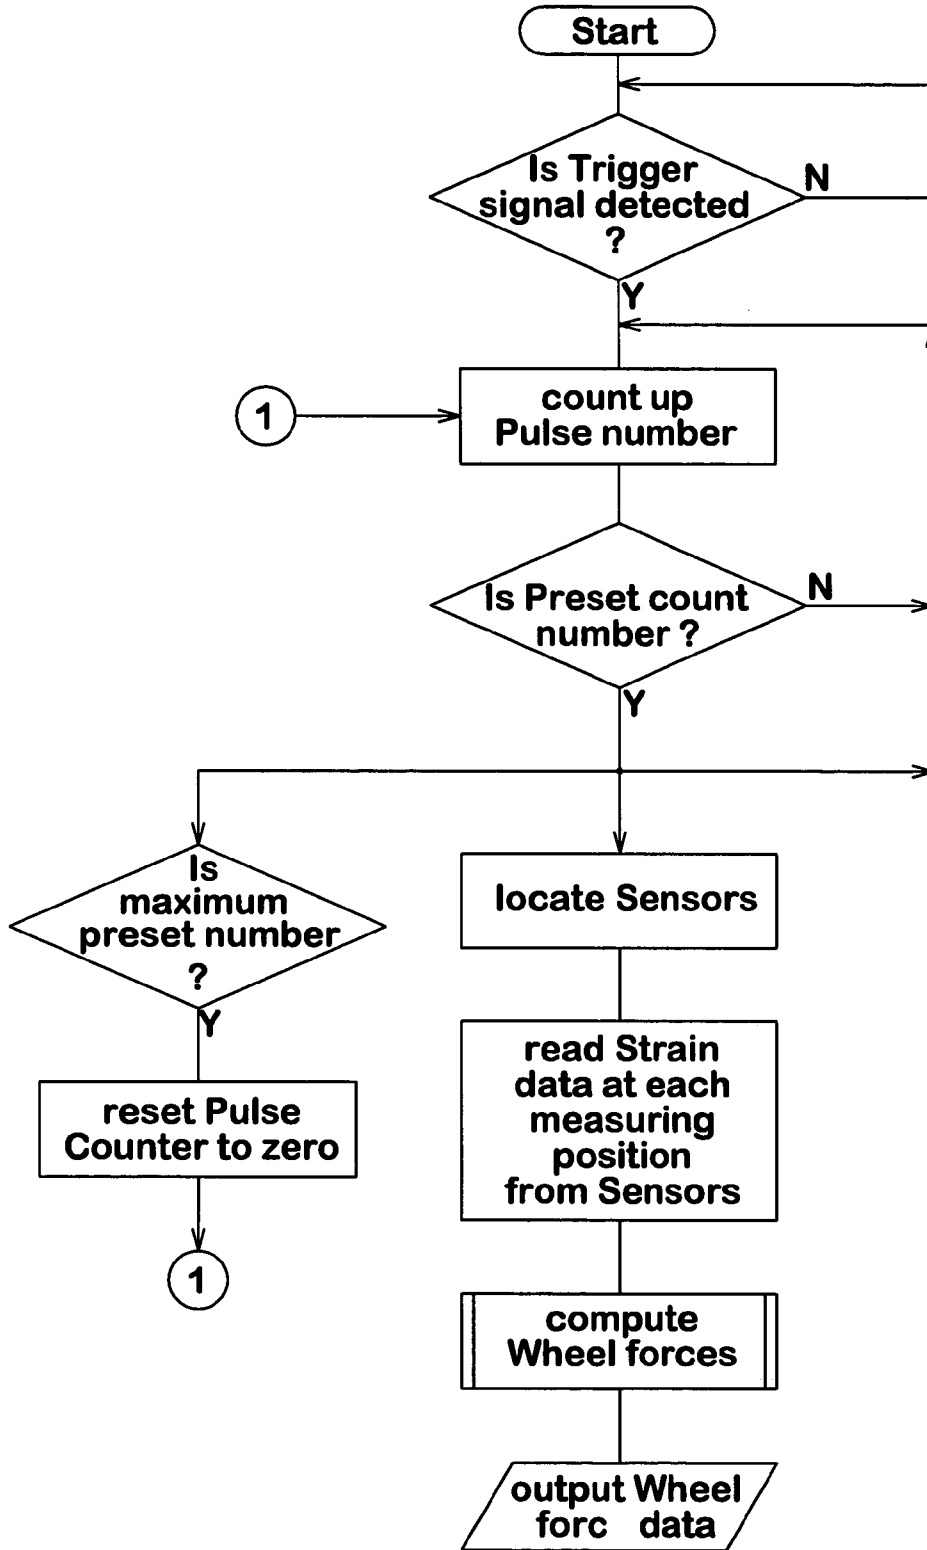 Start
Is Trigger
signal detected
?
N
Y
1
count up
Pulse number
Is Preset count
number ?
N
Y
Is
maximum
preset number
?
Y
reset Pulse
Counter to zero
1
locate Sensors
read Strain
data at each
measuring
position
from Sensors
compute
Wheel forces
output Wheel
forc data